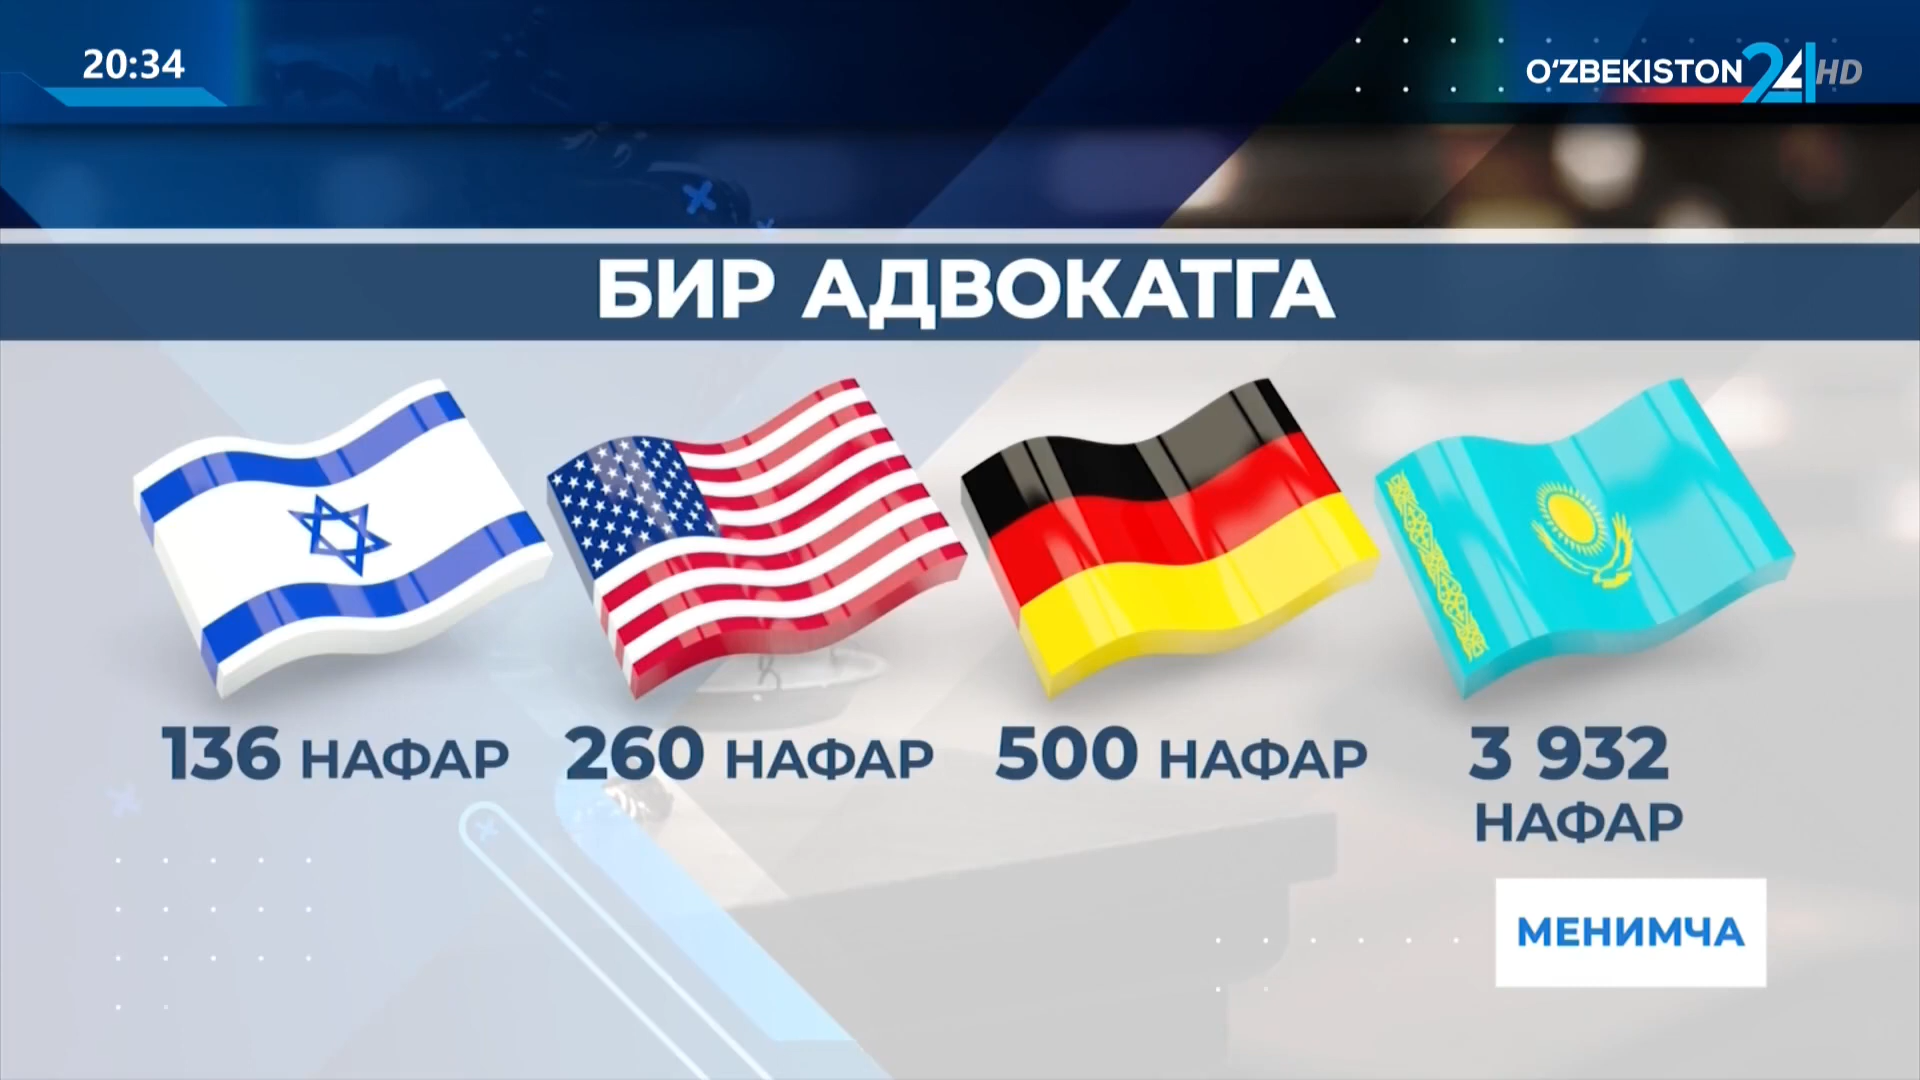 20:34
O‘ZBEKISTON 24 HD
БИР АДВОКАТГА
136 НАФАР
260 НАФАР
500 НАФАР
3 932
НАФАР
МЕНИМЧА